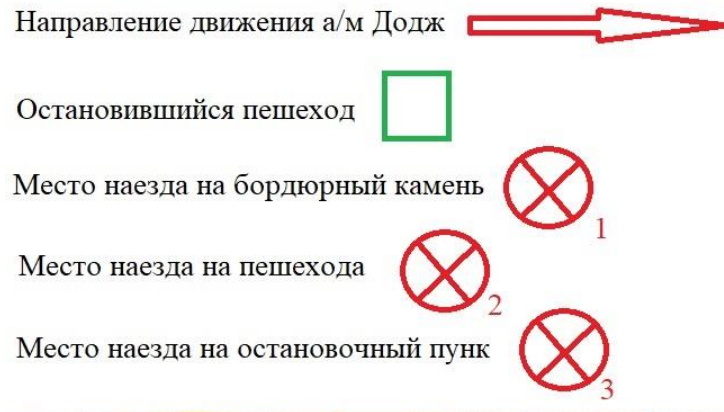 Направление движения а/м Додж
Остановившийся пешеход
Место наезда на бордюрный камень
1
Место наезда на пешехода
2
Место наезда на остановочный пунк
3